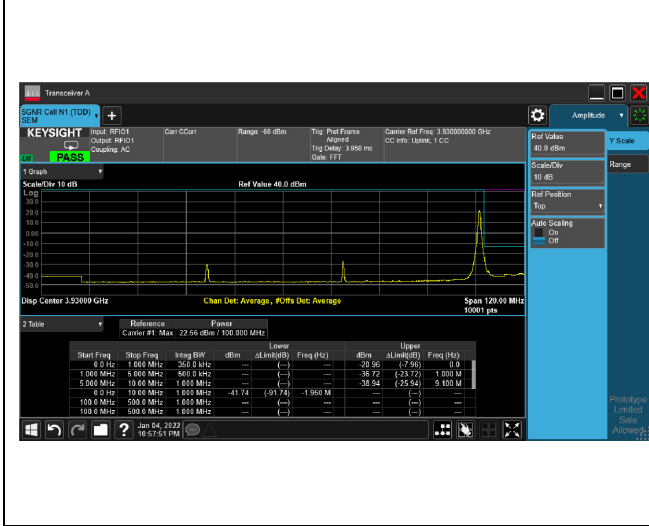 Transceiver A
5GNR Cell N1 (TDD)
SEM
KEYSIGHT
Input: RFIO1
Output: RFIO1
Coupling: AC
Corr CCorr
Range: -60 dBm
Trig: Prot Frame
Aligned
Trig Delay: 3.950 ms
Gate: FFT
Carrier Ref Freq: 3.930000000 GHz
CC Info: Uplink, 1 CC
PASS
1 Graph
Scale/Div 10 dB
Ref Value 40.0 dBm
Log
30.0
20.0
10.0
0.00
-10.0
-20.0
-30.0
-40.0
-50.0
Disp Center 3.93000 GHz
Chan Det: Average, #Offs Det: Average
Span 120.00 MHz
10001 pts
2 Table
Reference Power
Carrier #1: Max 22.56 dBm / 100.000 MHz
Lower Upper
Start Freq Stop Freq Integ BW dBm ΔLimit(dB) Freq (Hz) dBm ΔLimit(dB) Freq (Hz)
0.0 Hz 1.000 MHz 350.0 kHz --- (---) --- -20.96 (-7.96) 0.0
1.000 MHz 5.000 MHz 500.0 kHz --- (---) --- -36.72 (-23.72) 1.000 M
5.000 MHz 10.00 MHz 1.000 MHz --- (---) --- -38.94 (-25.94) 9.100 M
0.0 Hz 10.00 MHz 1.000 MHz -41.74 (-91.74) -1.950 M --- (---) ---
100.0 MHz 500.0 MHz 1.000 MHz --- (---) --- --- (---) ---
100.0 MHz 500.0 MHz 1.000 MHz --- (---) --- --- (---) ---
Jan 04, 2022
10:57:51 PM
Amplitude
Ref Value
40.0 dBm
Scale/Div
10 dB
Ref Position
Top
Auto Scaling
On
Off
Y Scale
Range
Prototype
Limited
Sale
Allowed